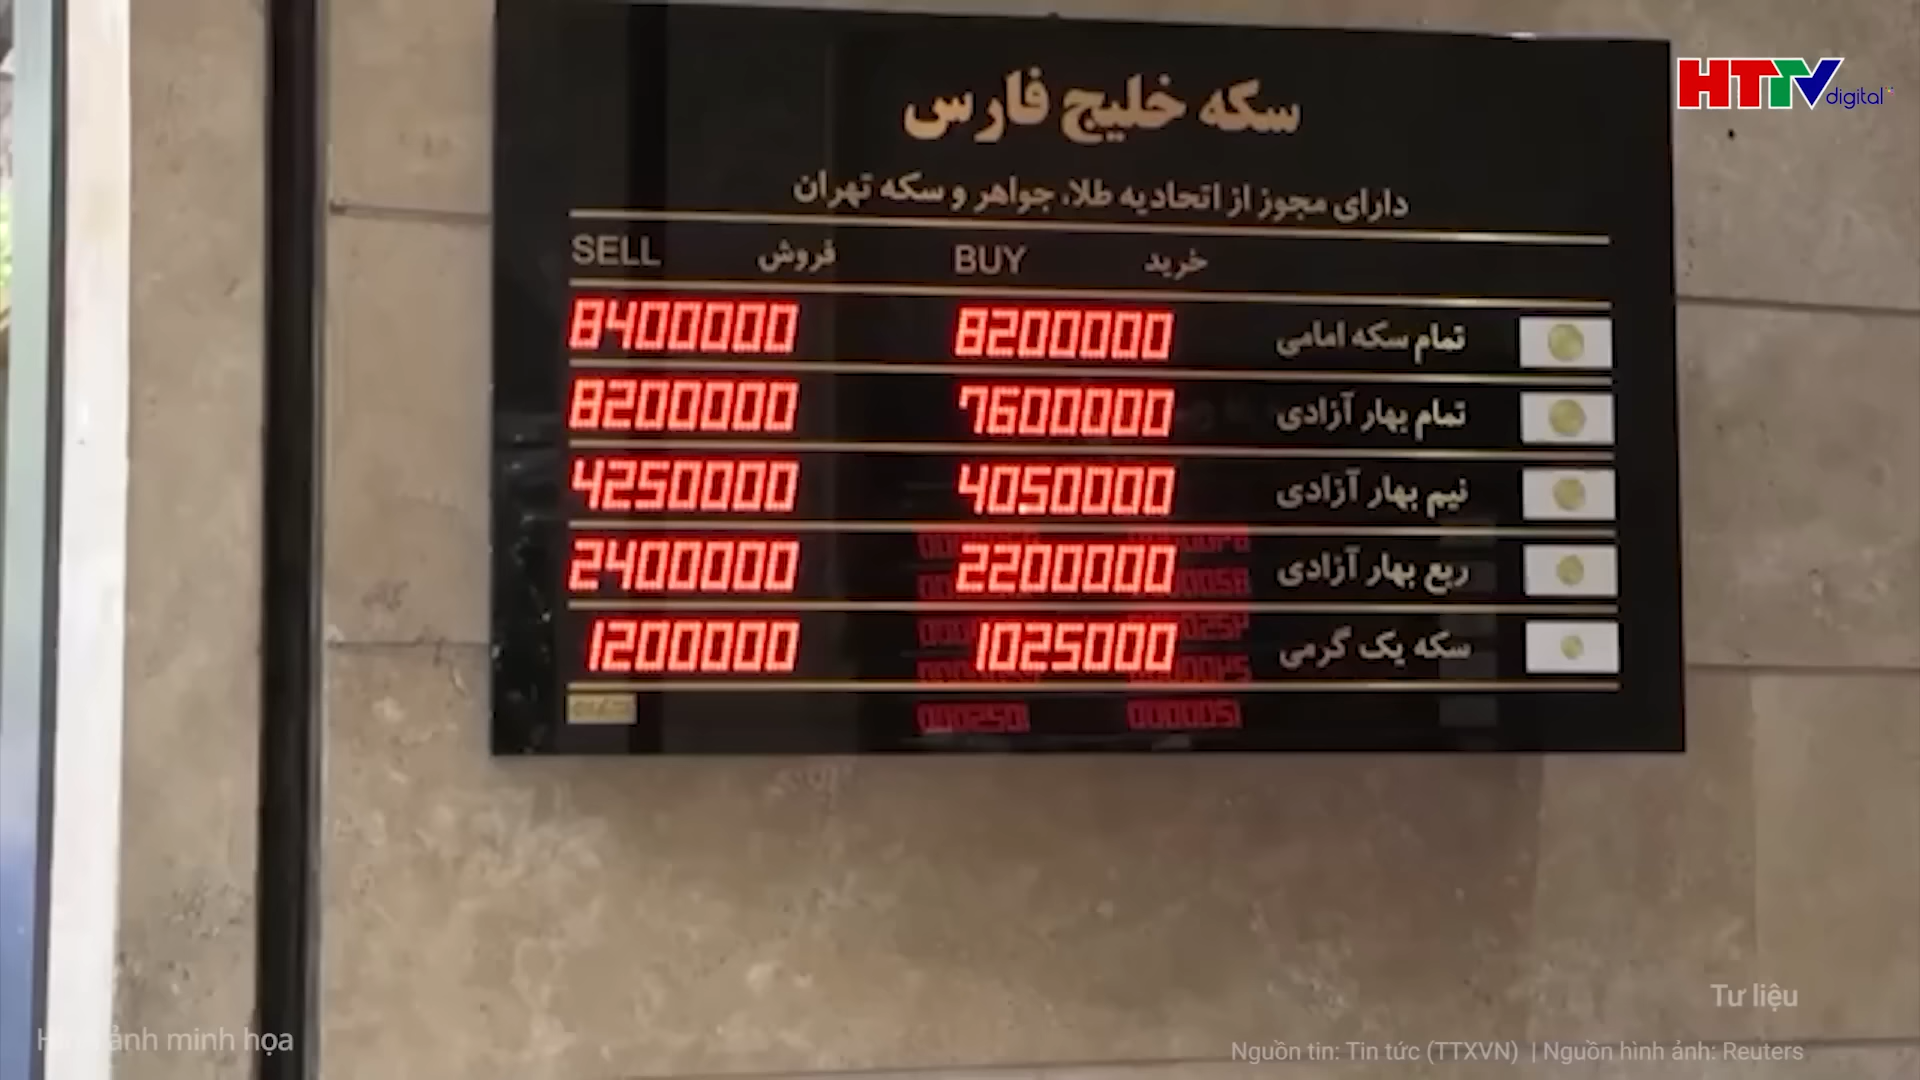 HTTV digital
سکه خلیج فارس
دارای مجوز از اتحادیه طلا، جواهر و سکه تهران
SELL فروش BUY خرید
8400000 8200000 تمام سکه امامی
8200000 7600000 تمام بهار آزادی
4250000 4050000 نیم بهار آزادی
2400000 2200000 ربع بهار آزادی
1200000 1025000 سکه یک گرمی
Tư liệu
Hình ảnh minh họa
Nguồn tin: Tin tức (TTXVN) | Nguồn hình ảnh: Reuters